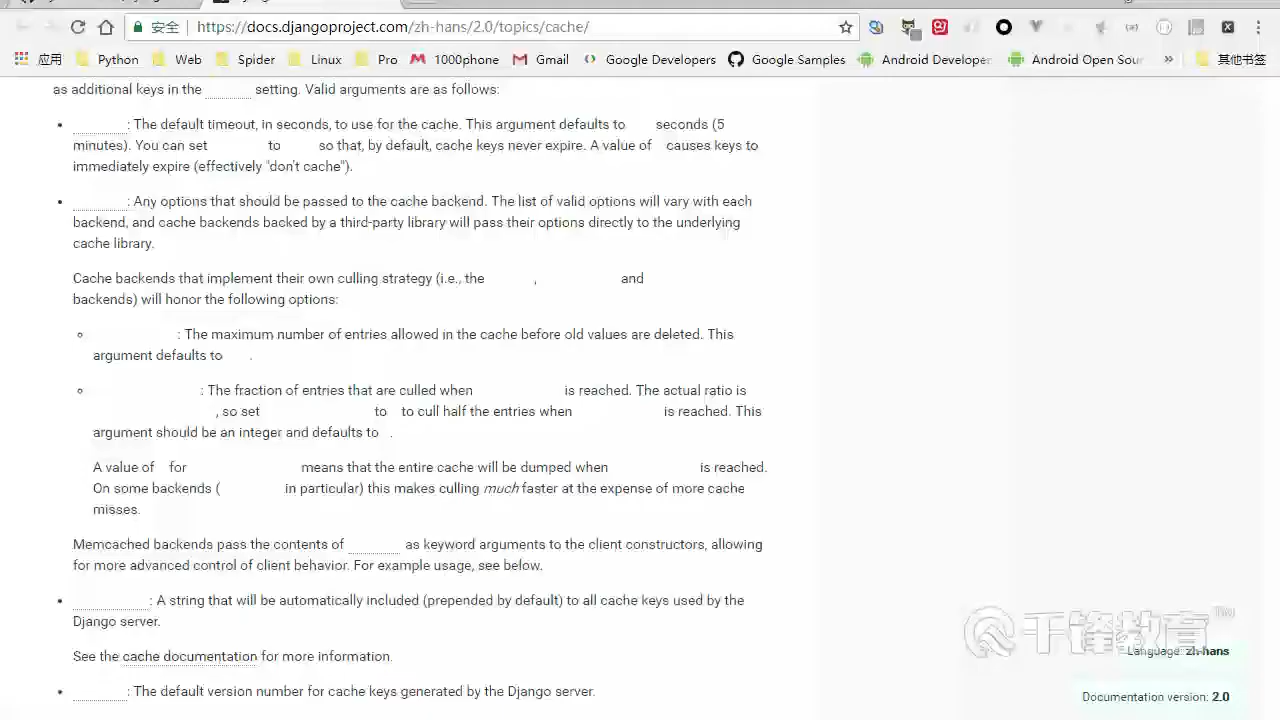 安全 https://docs.djangoproject.com/zh-hans/2.0/topics/cache/
应用 Python Web Spider Linux Pro 1000phone Gmail Google Developers Google Samples Android Developer Android Open Sour » 其他书签
as additional keys in the setting. Valid arguments are as follows:
: The default timeout, in seconds, to use for the cache. This argument defaults to seconds (5
minutes). You can set to so that, by default, cache keys never expire. A value of causes keys to
immediately expire (effectively "don't cache").
: Any options that should be passed to the cache backend. The list of valid options will vary with each
backend, and cache backends backed by a third-party library will pass their options directly to the underlying
cache library.
Cache backends that implement their own culling strategy (i.e., the , and
backends) will honor the following options:
: The maximum number of entries allowed in the cache before old values are deleted. This
argument defaults to .
: The fraction of entries that are culled when is reached. The actual ratio is
, so set to to cull half the entries when is reached. This
argument should be an integer and defaults to .
A value of for means that the entire cache will be dumped when is reached.
On some backends ( in particular) this makes culling much faster at the expense of more cache
misses.
Memcached backends pass the contents of as keyword arguments to the client constructors, allowing
for more advanced control of client behavior. For example usage, see below.
: A string that will be automatically included (prepended by default) to all cache keys used by the
Django server.
See the cache documentation for more information.
: The default version number for cache keys generated by the Django server.
千锋教育
Language: zh-hans
Documentation version: 2.0